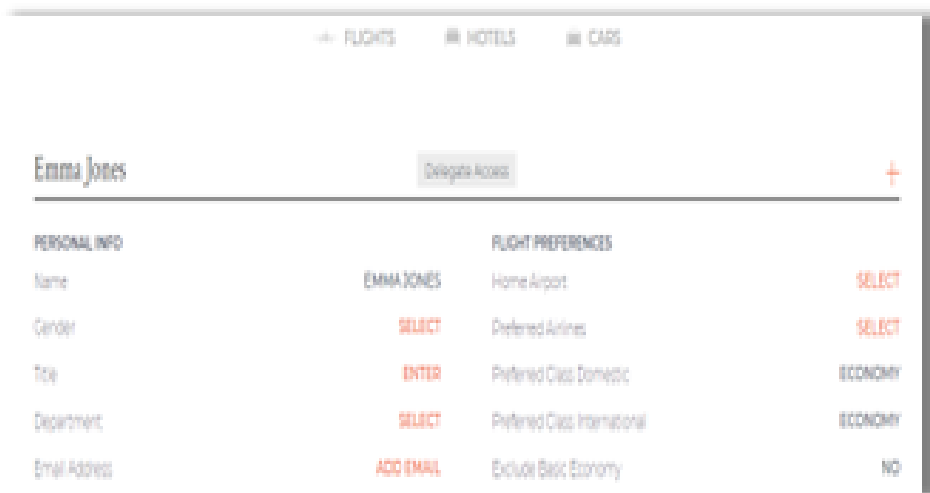 FLIGHTS HOTELS CARS
Emma Jones Delegate Access +
PERSONAL INFO
Name EMMA JONES
Gender SELECT
Title ENTER
Department SELECT
Email Address ADD EMAIL
FLIGHT PREFERENCES
Home Airport SELECT
Preferred Airlines SELECT
Preferred Class Domestic ECONOMY
Preferred Class International ECONOMY
Exclude Basic Economy NO